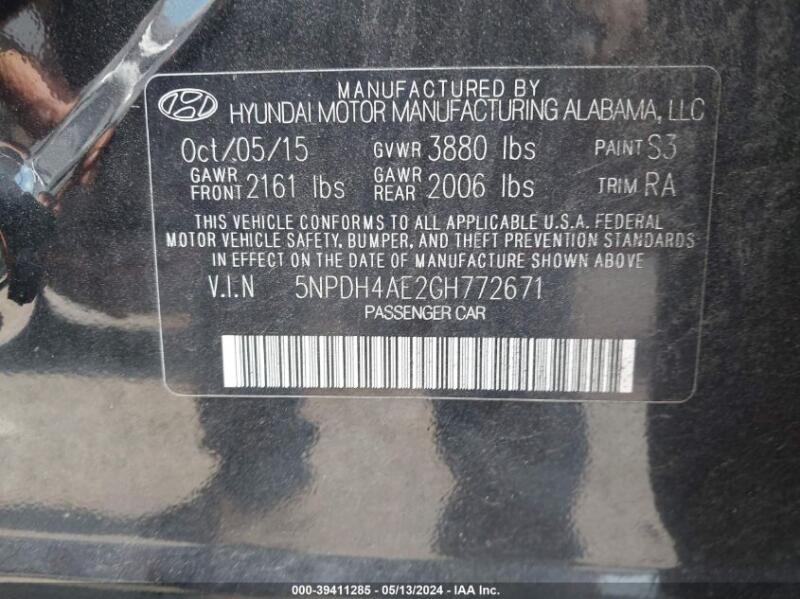 MANUFACTURED BY
HYUNDAI MOTOR MANUFACTURING ALABAMA, LLC
Oct/05/15 GVWR 3880 lbs PAINT S3
GAWR FRONT 2161 lbs GAWR REAR 2006 lbs TRIM RA
THIS VEHICLE CONFORMS TO ALL APPLICABLE U.S.A. FEDERAL
MOTOR VEHICLE SAFETY, BUMPER, AND THEFT PREVENTION STANDARDS
IN EFFECT ON THE DATE OF MANUFACTURE SHOWN ABOVE.
V.I.N 5NPDH4AE2GH772671
PASSENGER CAR
000-39411285 - 05/13/2024 - IAA Inc.